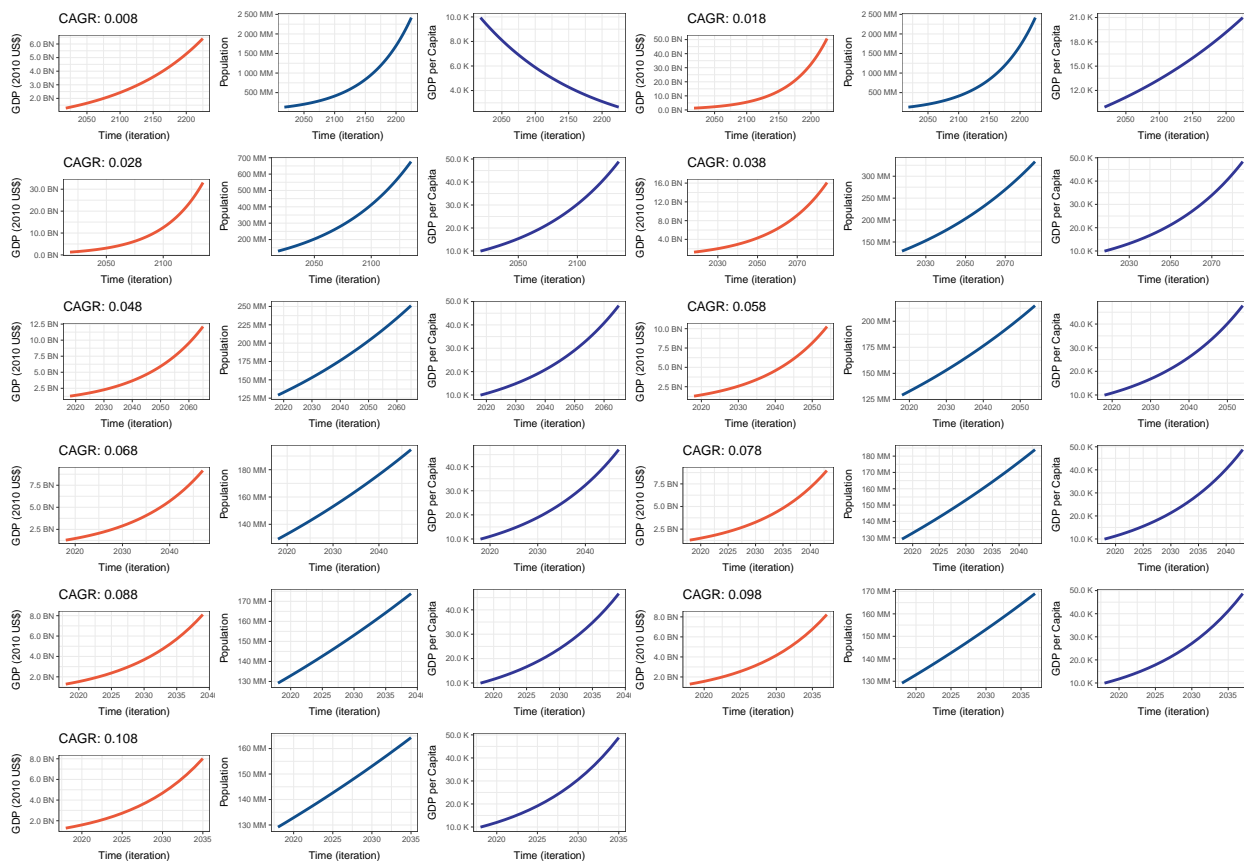 CAGR: 0.008
GDP (2010 US$)
6.0 BN
5.0 BN
4.0 BN
3.0 BN
2.0 BN
2050 2100 2150 2200
Time (iteration)
Population
2 500 MM
2 000 MM
1 500 MM
1 000 MM
500 MM
2050 2100 2150 2200
Time (iteration)
GDP per Capita
10.0 K
8.0 K
6.0 K
4.0 K
2050 2100 2150 2200
Time (iteration)
CAGR: 0.018
GDP (2010 US$)
50.0 BN
40.0 BN
30.0 BN
20.0 BN
10.0 BN
0.0 BN
2050 2100 2150 2200
Time (iteration)
Population
2 500 MM
2 000 MM
1 500 MM
1 000 MM
500 MM
2050 2100 2150 2200
Time (iteration)
GDP per Capita
21.0 K
18.0 K
15.0 K
12.0 K
2050 2100 2150 2200
Time (iteration)
CAGR: 0.028
GDP (2010 US$)
30.0 BN
20.0 BN
10.0 BN
0.0 BN
2050 2100
Time (iteration)
Population
700 MM
600 MM
500 MM
400 MM
300 MM
200 MM
2050 2100
Time (iteration)
GDP per Capita
50.0 K
40.0 K
30.0 K
20.0 K
10.0 K
2050 2100
Time (iteration)
CAGR: 0.038
GDP (2010 US$)
16.0 BN
12.0 BN
8.0 BN
4.0 BN
2030 2050 2070
Time (iteration)
Population
300 MM
250 MM
200 MM
150 MM
2030 2050 2070
Time (iteration)
GDP per Capita
50.0 K
40.0 K
30.0 K
20.0 K
10.0 K
2030 2050 2070
Time (iteration)
CAGR: 0.048
GDP (2010 US$)
12.5 BN
10.0 BN
7.5 BN
5.0 BN
2.5 BN
2020 2030 2040 2050 2060
Time (iteration)
Population
250 MM
225 MM
200 MM
175 MM
150 MM
125 MM
2020 2030 2040 2050 2060
Time (iteration)
GDP per Capita
50.0 K
40.0 K
30.0 K
20.0 K
10.0 K
2020 2030 2040 2050 2060
Time (iteration)
CAGR: 0.058
GDP (2010 US$)
10.0 BN
7.5 BN
5.0 BN
2.5 BN
2020 2030 2040 2050
Time (iteration)
Population
200 MM
175 MM
150 MM
125 MM
2020 2030 2040 2050
Time (iteration)
GDP per Capita
40.0 K
30.0 K
20.0 K
10.0 K
2020 2030 2040 2050
Time (iteration)
CAGR: 0.068
GDP (2010 US$)
7.5 BN
5.0 BN
2.5 BN
2020 2030 2040
Time (iteration)
Population
180 MM
160 MM
140 MM
2020 2030 2040
Time (iteration)
GDP per Capita
40.0 K
30.0 K
20.0 K
10.0 K
2020 2030 2040
Time (iteration)
CAGR: 0.078
GDP (2010 US$)
7.5 BN
5.0 BN
2.5 BN
2020 2025 2030 2035 2040
Time (iteration)
Population
180 MM
170 MM
160 MM
150 MM
140 MM
130 MM
2020 2025 2030 2035 2040
Time (iteration)
GDP per Capita
50.0 K
40.0 K
30.0 K
20.0 K
10.0 K
2020 2025 2030 2035 2040
Time (iteration)
CAGR: 0.088
GDP (2010 US$)
8.0 BN
6.0 BN
4.0 BN
2.0 BN
2020 2025 2030 2035 204
Time (iteration)
Population
170 MM
160 MM
150 MM
140 MM
130 MM
2020 2025 2030 2035 204
Time (iteration)
GDP per Capita
40.0 K
30.0 K
20.0 K
10.0 K
2020 2025 2030 2035 204
Time (iteration)
CAGR: 0.098
GDP (2010 US$)
8.0 BN
6.0 BN
4.0 BN
2.0 BN
2020 2025 2030 2035
Time (iteration)
Population
170 MM
160 MM
150 MM
140 MM
130 MM
2020 2025 2030 2035
Time (iteration)
GDP per Capita
50.0 K
40.0 K
30.0 K
20.0 K
10.0 K
2020 2025 2030 2035
Time (iteration)
CAGR: 0.108
GDP (2010 US$)
8.0 BN
6.0 BN
4.0 BN
2.0 BN
2020 2025 2030 2035
Time (iteration)
Population
160 MM
150 MM
140 MM
130 MM
2020 2025 2030 2035
Time (iteration)
GDP per Capita
50.0 K
40.0 K
30.0 K
20.0 K
10.0 K
2020 2025 2030 2035
Time (iteration)